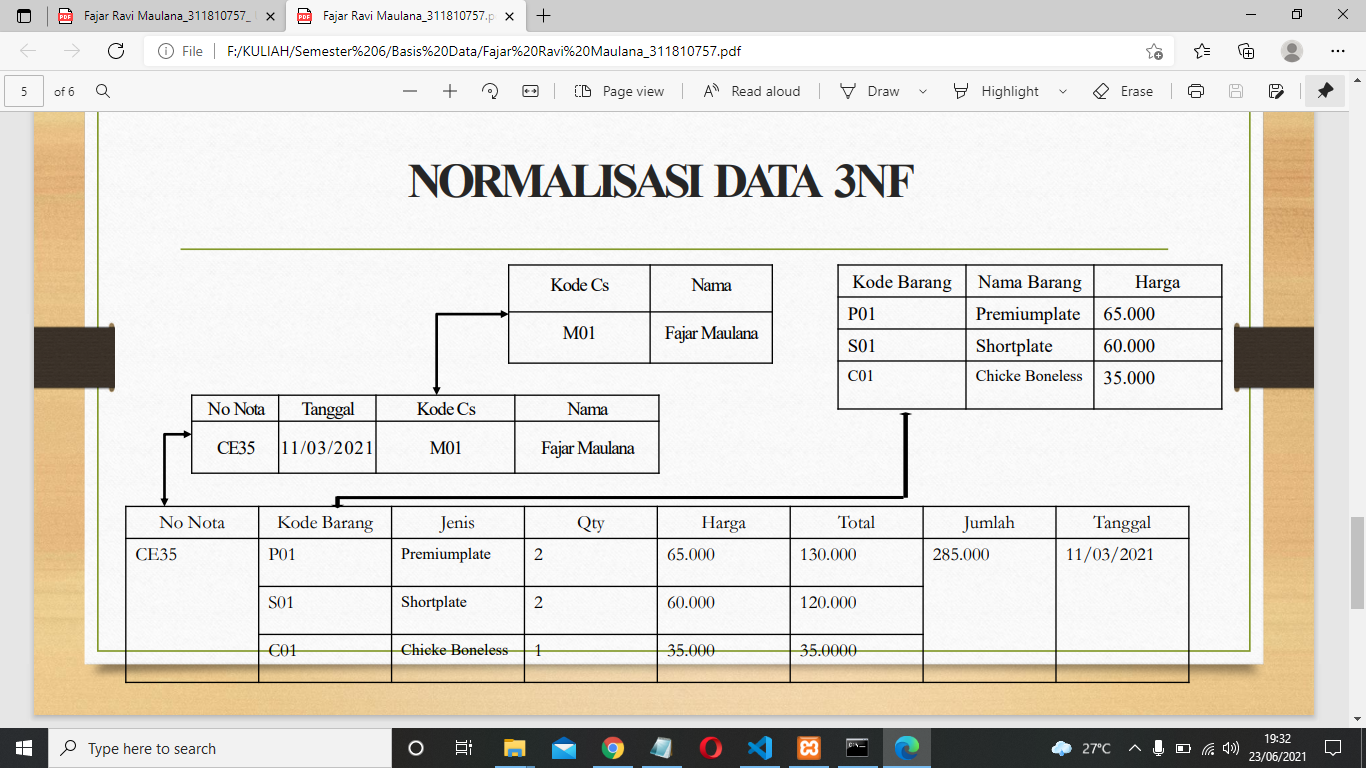 Fajar Ravi Maulana_311810757_
Fajar Ravi Maulana_311810757.p
File
F:/KULIAH/Semester%206/Basis%20Data/Fajar%20Ravi%20Maulana_311810757.pdf
5 of 6
Page view
Read aloud
Draw
Highlight
Erase
NORMALISASI DATA 3NF
Kode Cs Nama
M01 Fajar Maulana
Kode Barang Nama Barang Harga
P01 Premiumplate 65.000
S01 Shortplate 60.000
C01 Chicke Boneless 35.000
No Nota Tanggal Kode Cs Nama
CE35 11/03/2021 M01 Fajar Maulana
No Nota Kode Barang Jenis Qty Harga Total Jumlah Tanggal
CE35 P01 Premiumplate 2 65.000 130.000 285.000 11/03/2021
S01 Shortplate 2 60.000 120.000
C01 Chicke Boneless 1 35.000 35.0000
Type here to search
27°C
19:32
23/06/2021